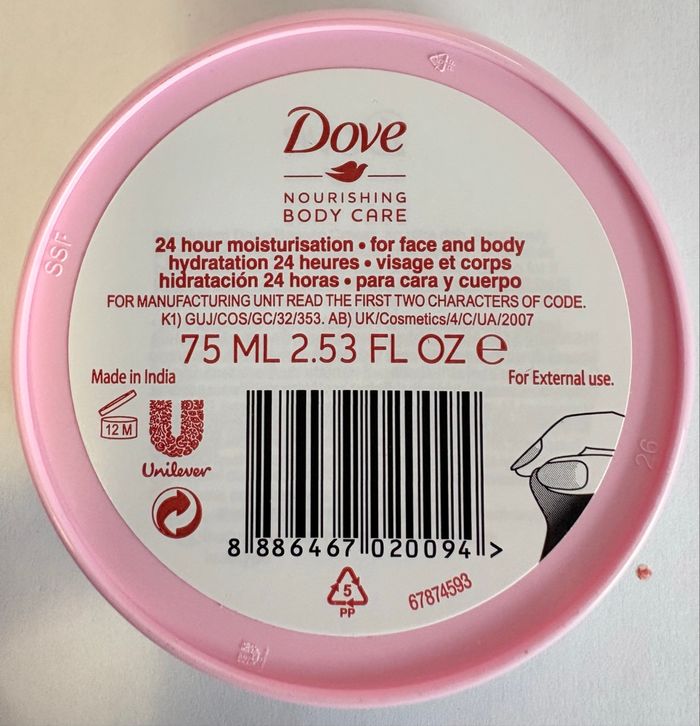 Dove
NOURISHING
BODY CARE
24 hour moisturisation • for face and body
hydratation 24 heures • visage et corps
hidratación 24 horas • para cara y cuerpo
FOR MANUFACTURING UNIT READ THE FIRST TWO CHARACTERS OF CODE.
K1) GUJ/COS/GC/32/353. AB) UK/Cosmetics/4/C/UA/2007
75 ML 2.53 FL OZ ℮
Made in India
For External use.
12 M
Unilever
8 886467 020094 >
5
PP
67874593
SSF
26